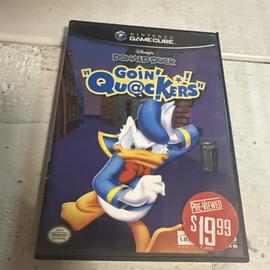 NINTENDO
GAMECUBE
Disney's
DONALD DUCK
GOIN' *!
"QU@CKERS"
PRE-VIEWED
$19.99